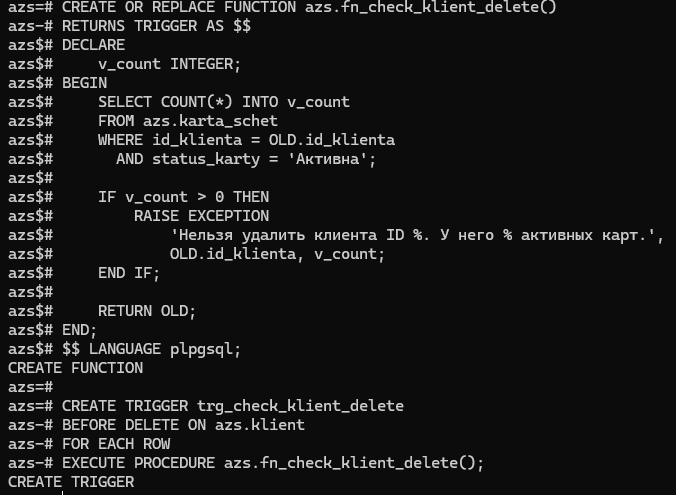 azs=# CREATE OR REPLACE FUNCTION azs.fn_check_klient_delete()
azs-# RETURNS TRIGGER AS $$
azs$# DECLARE
azs$#     v_count INTEGER;
azs$# BEGIN
azs$#     SELECT COUNT(*) INTO v_count
azs$#     FROM azs.karta_schet
azs$#     WHERE id_klienta = OLD.id_klienta
azs$#       AND status_karty = 'Активна';
azs$#
azs$#     IF v_count > 0 THEN
azs$#         RAISE EXCEPTION
azs$#             'Нельзя удалить клиента ID %. У него % активных карт.',
azs$#             OLD.id_klienta, v_count;
azs$#     END IF;
azs$#
azs$#     RETURN OLD;
azs$# END;
azs$# $$ LANGUAGE plpgsql;
CREATE FUNCTION
azs=#
azs=# CREATE TRIGGER trg_check_klient_delete
azs-# BEFORE DELETE ON azs.klient
azs-# FOR EACH ROW
azs-# EXECUTE PROCEDURE azs.fn_check_klient_delete();
CREATE TRIGGER